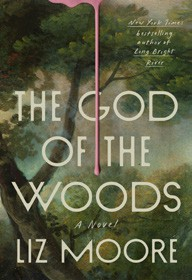 New York Times
bestselling
author of
Long Bright
River
THE GOD
OF THE
WOODS
A Novel
LIZ MOORE